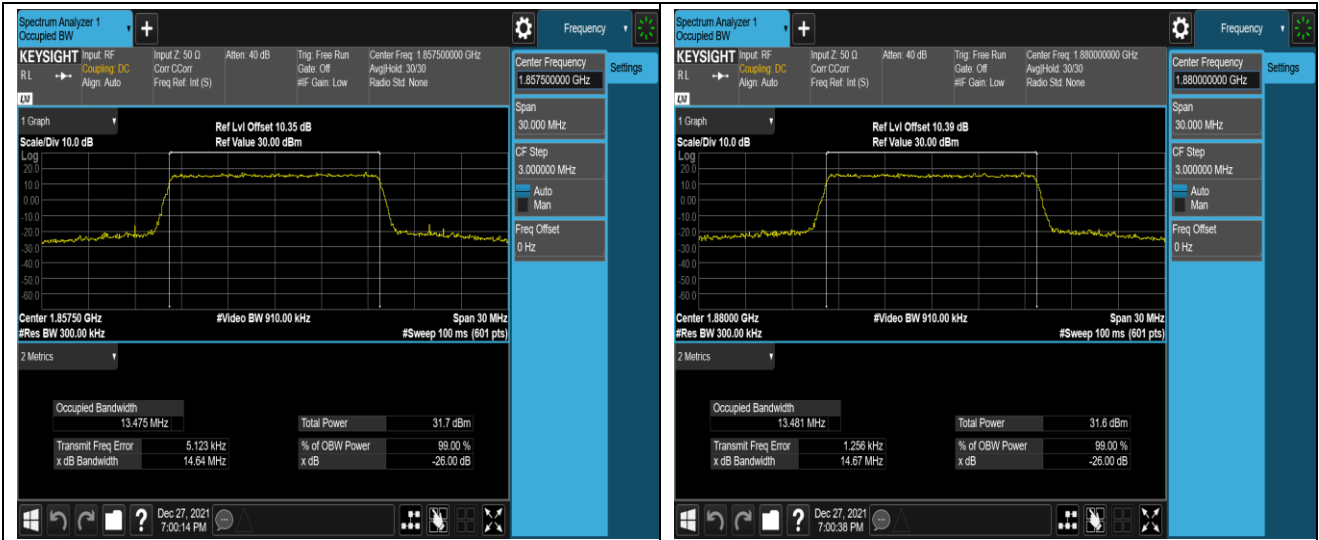 Spectrum Analyzer 1
Occupied BW
Frequency
KEYSIGHT Input: RF Input Z: 50 Ω Atten: 40 dB Trig: Free Run Center Freq: 1.857500000 GHz
RL Coupling: DC Corr CCorr Gate: Off Avg|Hold: 30/30
Align: Auto Freq Ref: Int (S) #IF Gain: Low Radio Std: None
LXI
Center Frequency
1.857500000 GHz
Settings
Span
30.000 MHz
CF Step
3.000000 MHz
Auto
Man
Freq Offset
0 Hz
1 Graph
Ref Lvl Offset 10.35 dB
Scale/Div 10.0 dB Ref Value 30.00 dBm
Log
20.0
10.0
0.00
-10.0
-20.0
-30.0
-40.0
-50.0
-60.0
Center 1.85750 GHz #Video BW 910.00 kHz Span 30 MHz
#Res BW 300.00 kHz #Sweep 100 ms (601 pts)
2 Metrics
Occupied Bandwidth
13.475 MHz Total Power 31.7 dBm
Transmit Freq Error 5.123 kHz % of OBW Power 99.00 %
x dB Bandwidth 14.64 MHz x dB -26.00 dB
? Dec 27, 2021
7:00:14 PM
Spectrum Analyzer 1
Occupied BW
Frequency
KEYSIGHT Input: RF Input Z: 50 Ω Atten: 40 dB Trig: Free Run Center Freq: 1.880000000 GHz
RL Coupling: DC Corr CCorr Gate: Off Avg|Hold: 30/30
Align: Auto Freq Ref: Int (S) #IF Gain: Low Radio Std: None
LXI
Center Frequency
1.880000000 GHz
Settings
Span
30.000 MHz
CF Step
3.000000 MHz
Auto
Man
Freq Offset
0 Hz
1 Graph
Ref Lvl Offset 10.39 dB
Scale/Div 10.0 dB Ref Value 30.00 dBm
Log
20.0
10.0
0.00
-10.0
-20.0
-30.0
-40.0
-50.0
-60.0
Center 1.88000 GHz #Video BW 910.00 kHz Span 30 MHz
#Res BW 300.00 kHz #Sweep 100 ms (601 pts)
2 Metrics
Occupied Bandwidth
13.481 MHz Total Power 31.6 dBm
Transmit Freq Error 1.256 kHz % of OBW Power 99.00 %
x dB Bandwidth 14.67 MHz x dB -26.00 dB
? Dec 27, 2021
7:00:38 PM